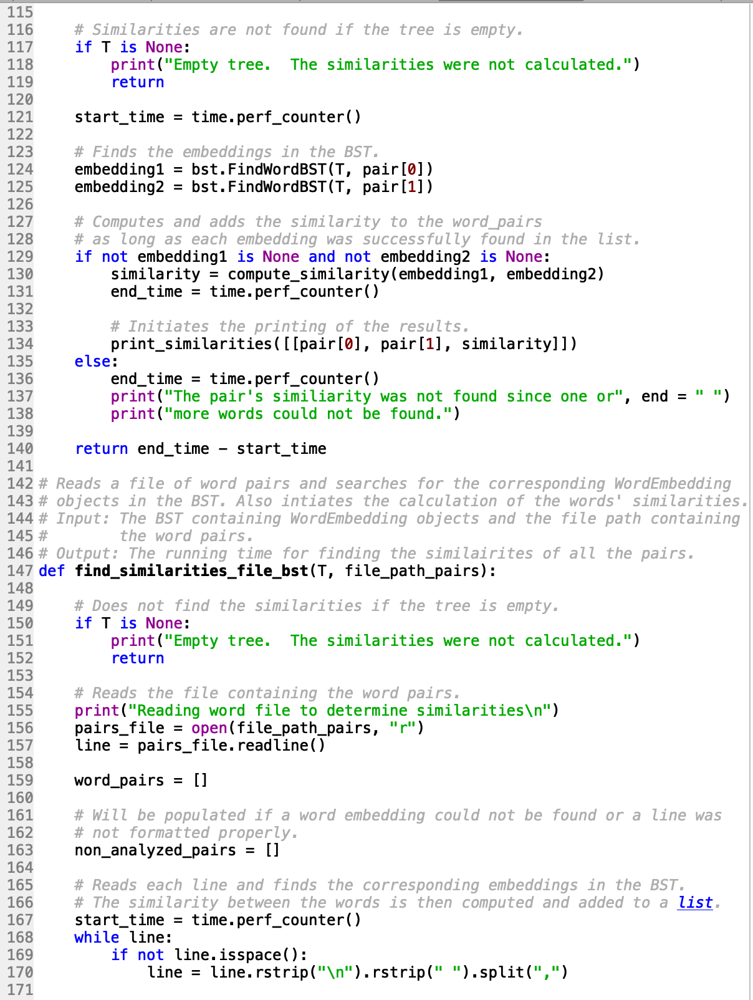 115
116     # Similarities are not found if the tree is empty.
117     if T is None:
118         print("Empty tree.  The similarities were not calculated.")
119         return
120
121     start_time = time.perf_counter()
122
123     # Finds the embeddings in the BST.
124     embedding1 = bst.FindWordBST(T, pair[0])
125     embedding2 = bst.FindWordBST(T, pair[1])
126
127     # Computes and adds the similarity to the word_pairs
128     # as long as each embedding was successfully found in the list.
129     if not embedding1 is None and not embedding2 is None:
130         similarity = compute_similarity(embedding1, embedding2)
131         end_time = time.perf_counter()
132
133         # Initiates the printing of the results.
134         print_similarities([[pair[0], pair[1], similarity]])
135     else:
136         end_time = time.perf_counter()
137         print("The pair's similiarity was not found since one or", end = " ")
138         print("more words could not be found.")
139
140     return end_time - start_time
141
142 # Reads a file of word pairs and searches for the corresponding WordEmbedding
143 # objects in the BST. Also intiates the calculation of the words' similarities.
144 # Input: The BST containing WordEmbedding objects and the file path containing
145 #        the word pairs.
146 # Output: The running time for finding the similairites of all the pairs.
147 def find_similarities_file_bst(T, file_path_pairs):
148
149     # Does not find the similarities if the tree is empty.
150     if T is None:
151         print("Empty tree.  The similarities were not calculated.")
152         return
153
154     # Reads the file containing the word pairs.
155     print("Reading word file to determine similarities\n")
156     pairs_file = open(file_path_pairs, "r")
157     line = pairs_file.readline()
158
159     word_pairs = []
160
161     # Will be populated if a word embedding could not be found or a line was
162     # not formatted properly.
163     non_analyzed_pairs = []
164
165     # Reads each line and finds the corresponding embeddings in the BST.
166     # The similarity between the words is then computed and added to a list.
167     start_time = time.perf_counter()
168     while line:
169         if not line.isspace():
170             line = line.rstrip("\n").rstrip(" ").split(",")
171